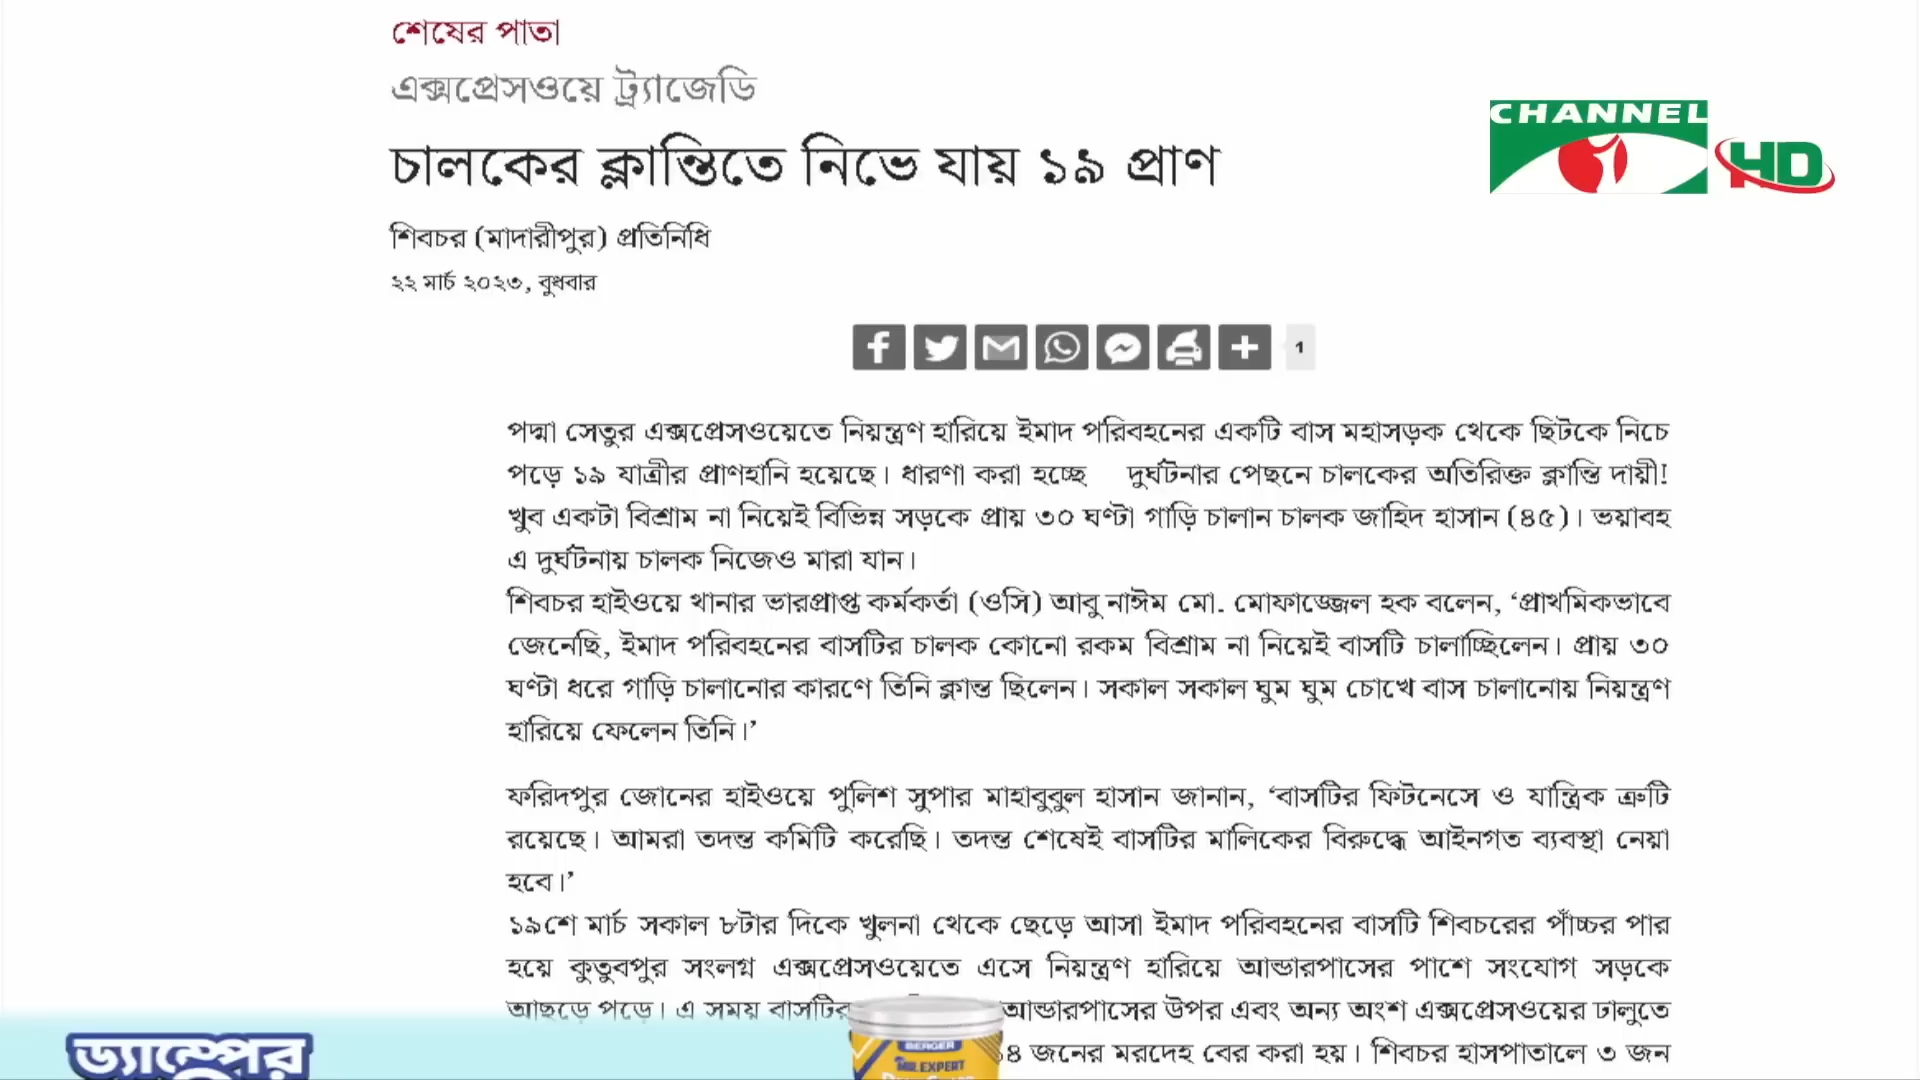 শেষের পাতা
এক্সপ্রেসওয়ে ট্র্যাজেডি
চালকের ক্লান্তিতে নিভে যায় ১৯ প্রাণ
CHANNEL
HD
শিবচর (মাদারীপুর) প্রতিনিধি
২২ মার্চ ২০২৩, বুধবার
1
পদ্মা সেতুর এক্সপ্রেসওয়েতে নিয়ন্ত্রণ হারিয়ে ইমাদ পরিবহনের একটি বাস মহাসড়ক থেকে ছিটকে নিচে
পড়ে ১৯ যাত্রীর প্রাণহানি হয়েছে। ধারণা করা হচ্ছে দুর্ঘটনার পেছনে চালকের অতিরিক্ত ক্লান্তি দায়ী!
খুব একটা বিশ্রাম না নিয়েই বিভিন্ন সড়কে প্রায় ৩০ ঘণ্টা গাড়ি চালান চালক জাহিদ হাসান (৪৫)। ভয়াবহ
এ দুর্ঘটনায় চালক নিজেও মারা যান।
শিবচর হাইওয়ে থানার ভারপ্রাপ্ত কর্মকর্তা (ওসি) আবু নাঈম মো. মোফাজ্জেল হক বলেন, ‘প্রাথমিকভাবে
জেনেছি, ইমাদ পরিবহনের বাসটির চালক কোনো রকম বিশ্রাম না নিয়েই বাসটি চালাচ্ছিলেন। প্রায় ৩০
ঘণ্টা ধরে গাড়ি চালানোর কারণে তিনি ক্লান্ত ছিলেন। সকাল সকাল ঘুম ঘুম চোখে বাস চালানোয় নিয়ন্ত্রণ
হারিয়ে ফেলেন তিনি।’
ফরিদপুর জোনের হাইওয়ে পুলিশ সুপার মাহাবুবুল হাসান জানান, ‘বাসটির ফিটনেসে ও যান্ত্রিক ত্রুটি
রয়েছে। আমরা তদন্ত কমিটি করেছি। তদন্ত শেষেই বাসটির মালিকের বিরুদ্ধে আইনগত ব্যবস্থা নেয়া
হবে।’
১৯শে মার্চ সকাল ৮টার দিকে খুলনা থেকে ছেড়ে আসা ইমাদ পরিবহনের বাসটি শিবচরের পাঁচ্চর পার
হয়ে কুতুবপুর সংলগ্ন এক্সপ্রেসওয়েতে এসে নিয়ন্ত্রণ হারিয়ে আন্ডারপাসের পাশে সংযোগ সড়কে
আছড়ে পড়ে। এ সময় বাসটির আন্ডারপাসের উপর এবং অন্য অংশ এক্সপ্রেসওয়ের ঢালুতে
১৪ জনের মরদেহ বের করা হয়। শিবচর হাসপাতালে ৩ জন
ড্যাম্পের
BERGER
MR. EXPERT